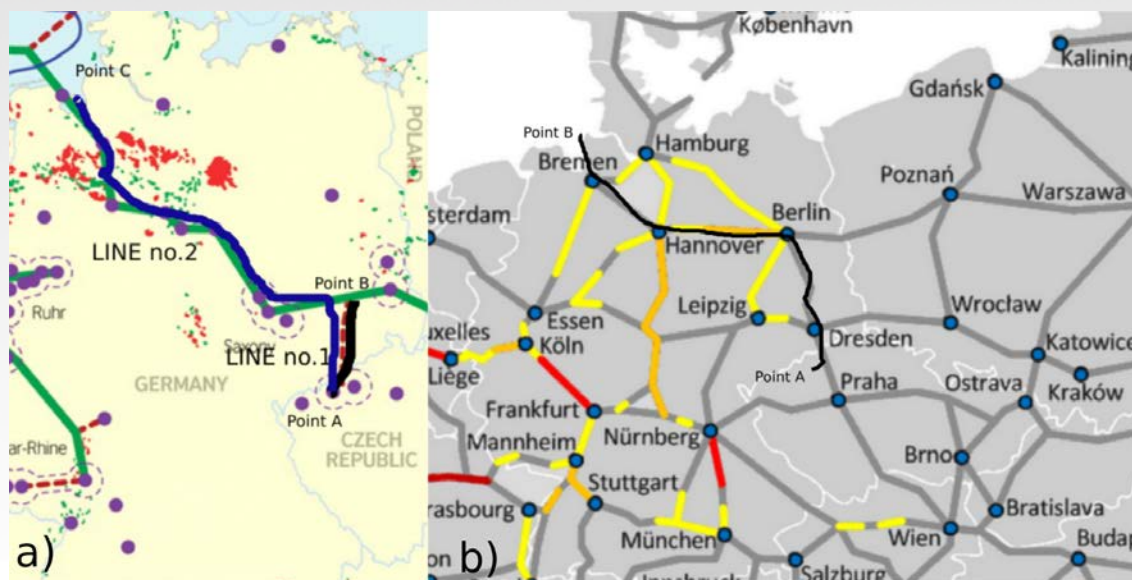 Point C
POLAND
LINE no.2
Point B
Ruhr
Saxony
LINE no.1
GERMANY
Point A
ar-Rhine
CZECH
REPUBLIC
a)
København
Kalining
Gdańsk
Point B
Hamburg
Bremen
Poznań
Warszawa
sterdam
Berlin
Hannover
Leipzig
Wrocław
Essen
Dresden
uxelles
Köln
Katowice
Liège
Point A
Praha
Ostrava
Kraków
Frankfurt
Nürnberg
Mannheim
Brno
Stuttgart
rasbourg
Bratislava
München
Wien
Budap
Salzburg
b)